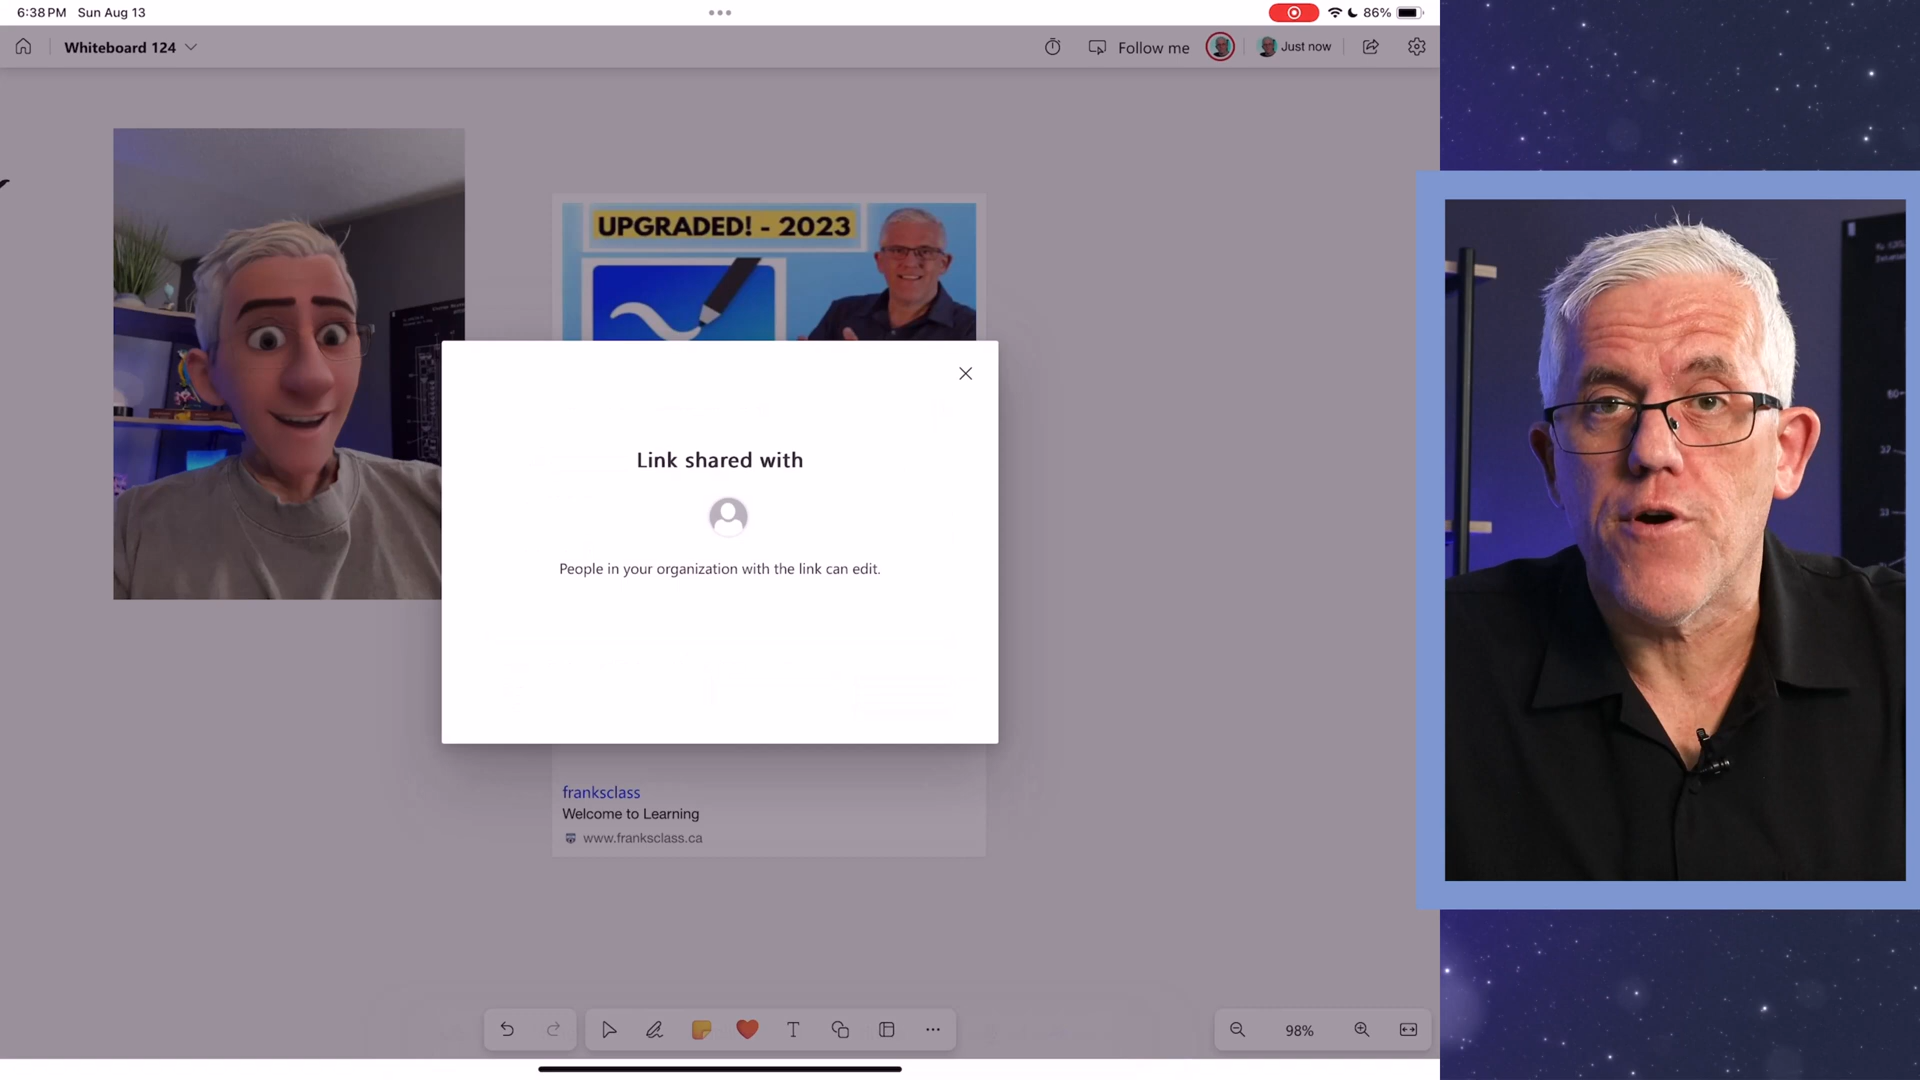 6:38 PM Sun Aug 13
86%
Whiteboard 124
Follow me
Just now
UPGRADED! - 2023
Link shared with
People in your organization with the link can edit.
franksclass
Welcome to Learning
www.franksclass.ca
98%